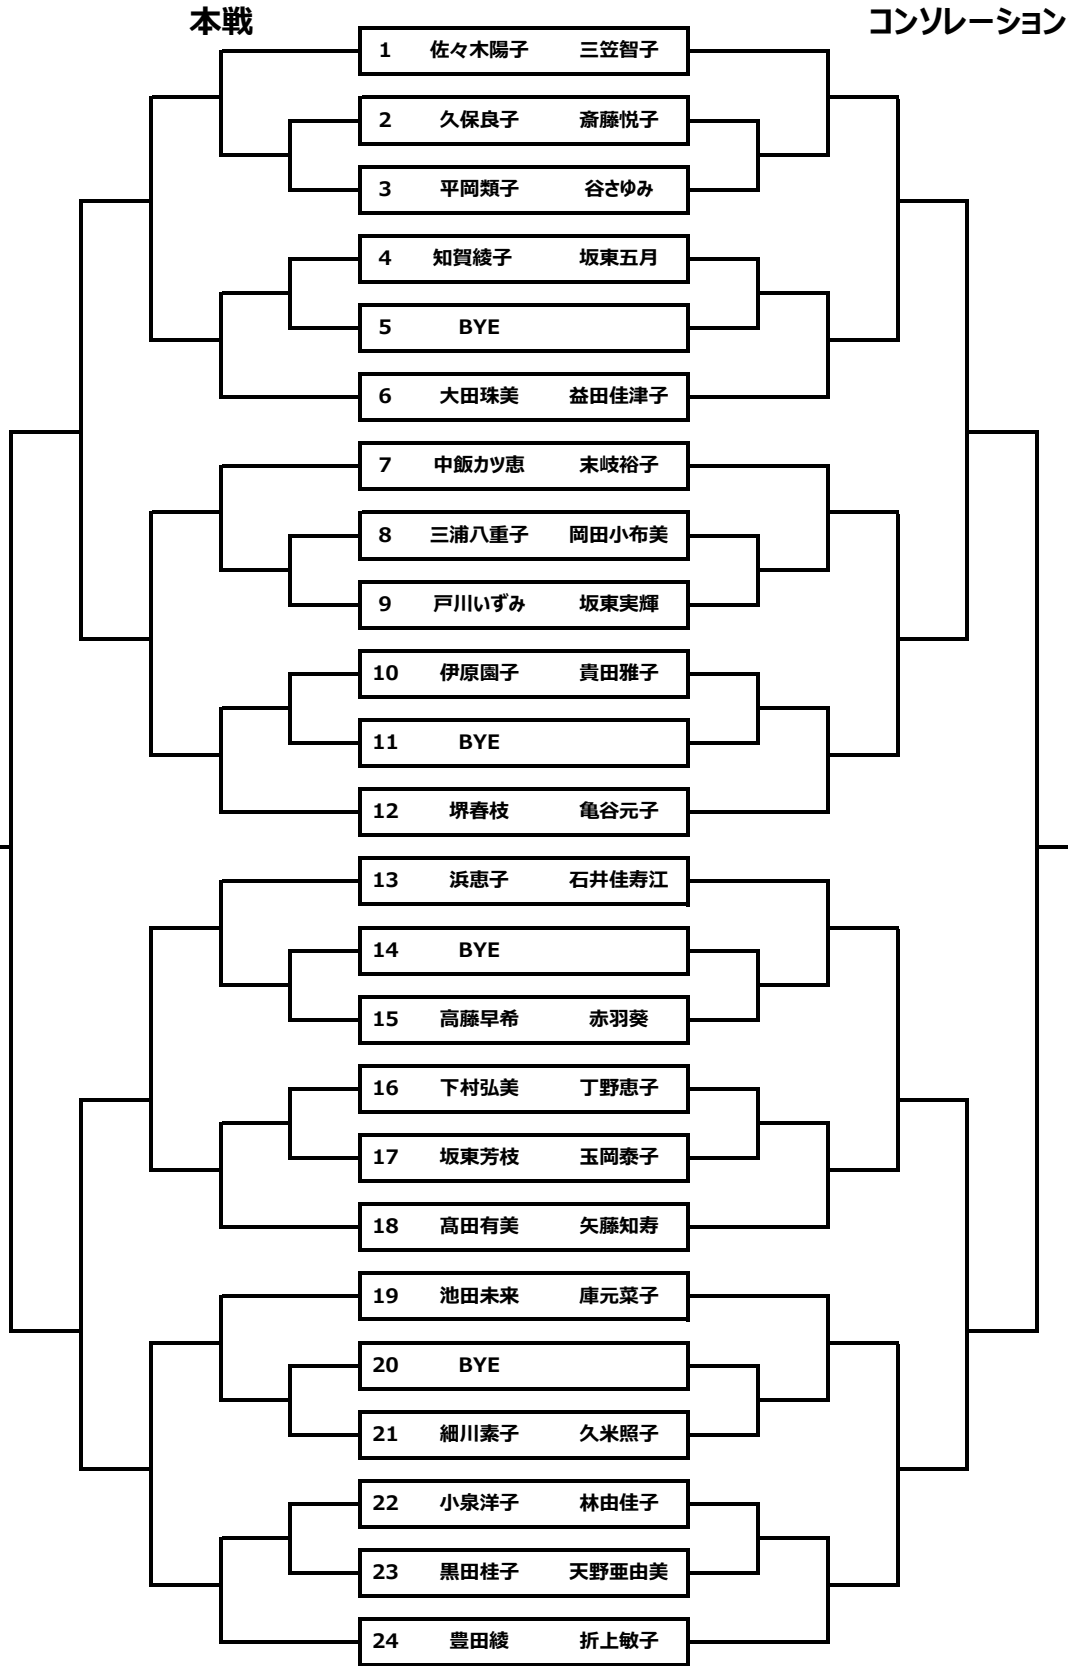 本戦 コンソレーション
1 佐々木陽子 三笠智子
2 久保良子 斎藤悦子
3 平岡類子 谷さゆみ
4 知賀綾子 坂東五月
5 BYE
6 大田珠美 益田佳津子
7 中飯カツ恵 末岐裕子
8 三浦八重子 岡田小布美
9 戸川いずみ 坂東実輝
10 伊原園子 貴田雅子
11 BYE
12 堺春枝 亀谷元子
13 浜恵子 石井佳寿江
14 BYE
15 高藤早希 赤羽葵
16 下村弘美 丁野恵子
17 坂東芳枝 玉岡泰子
18 髙田有美 矢藤知寿
19 池田未来 庫元菜子
20 BYE
21 細川素子 久米照子
22 小泉洋子 林由佳子
23 黒田桂子 天野亜由美
24 豊田綾 折上敏子